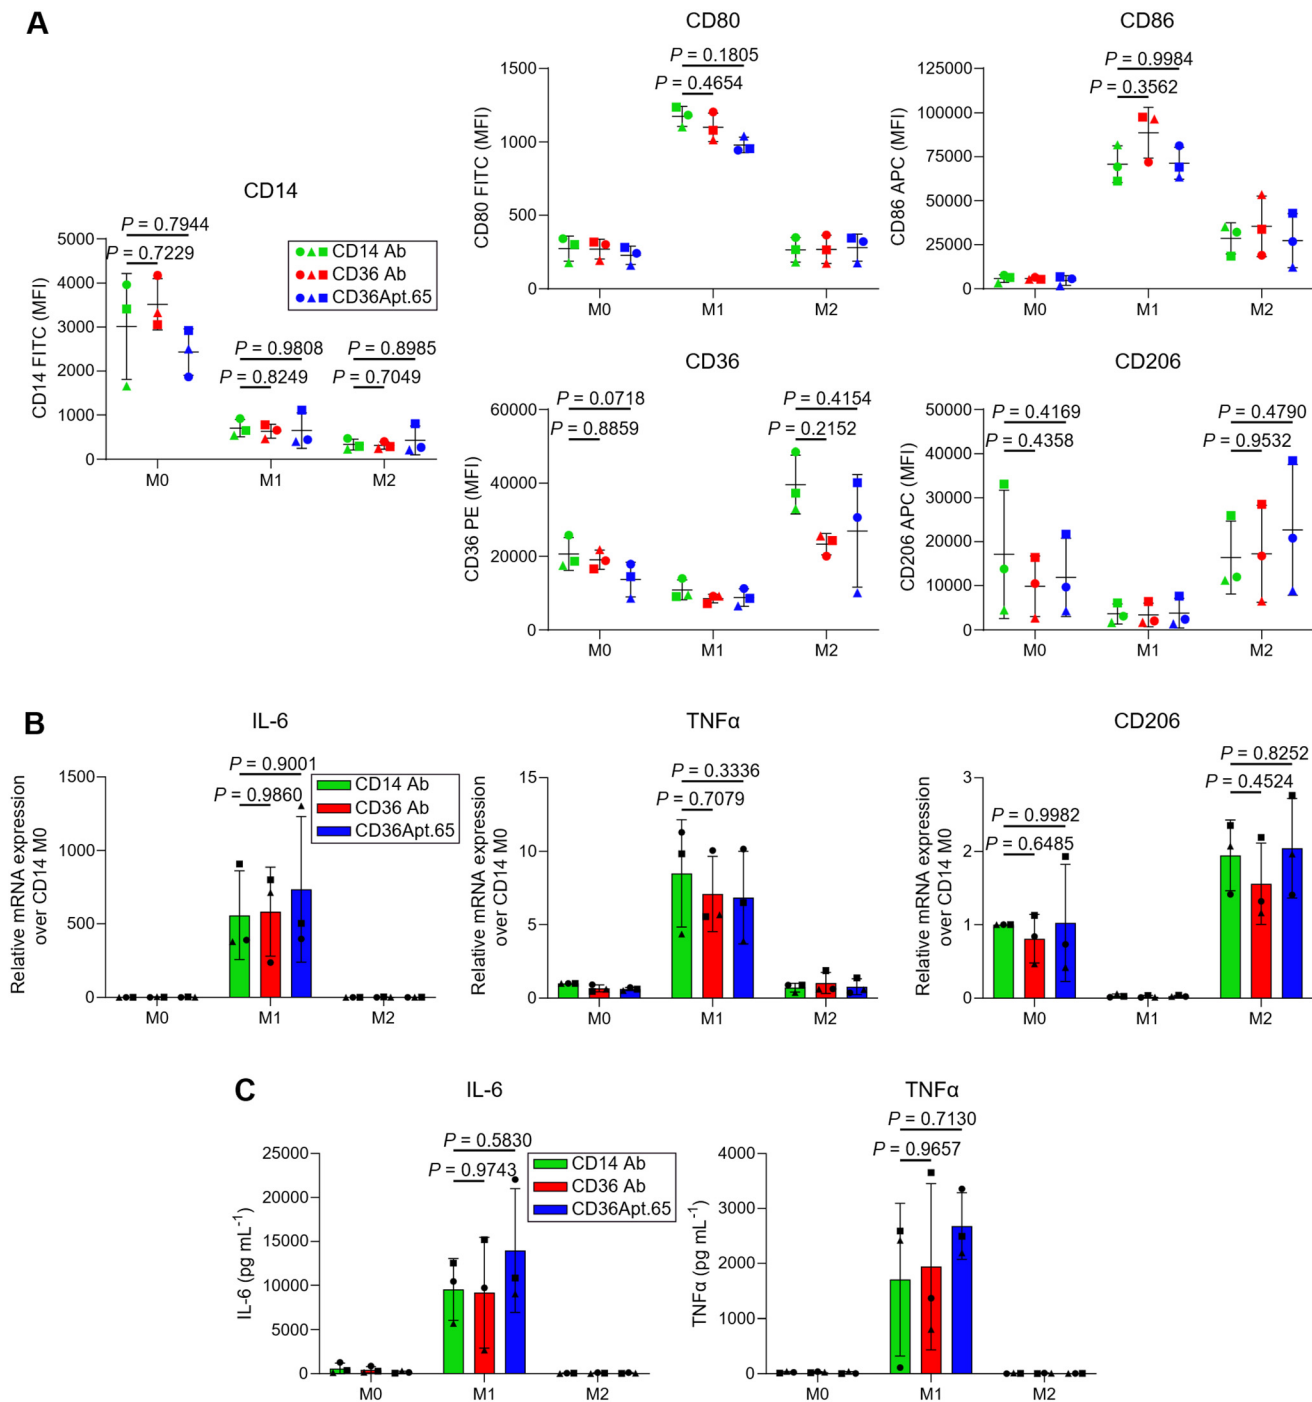 A
CD14
P = 0.7944
P = 0.7229
P = 0.9808
P = 0.8249
P = 0.8985
P = 0.7049
CD14 Ab
CD36 Ab
CD36Apt.65
CD14 FITC (MFI)
5000
4000
3000
2000
1000
0
M0 M1 M2
CD80
P = 0.1805
P = 0.4654
CD80 FITC (MFI)
1500
1000
500
0
M0 M1 M2
CD86
P = 0.9984
P = 0.3562
CD86 APC (MFI)
125000
100000
75000
50000
25000
0
M0 M1 M2
CD36
P = 0.0718
P = 0.8859
P = 0.4154
P = 0.2152
CD36 PE (MFI)
60000
40000
20000
0
M0 M1 M2
CD206
P = 0.4169
P = 0.4358
P = 0.4790
P = 0.9532
CD206 APC (MFI)
50000
40000
30000
20000
10000
0
M0 M1 M2
B
IL-6
P = 0.9001
P = 0.9860
CD14 Ab
CD36 Ab
CD36Apt.65
Relative mRNA expression
over CD14 M0
1500
1000
500
0
M0 M1 M2
TNFα
P = 0.3336
P = 0.7079
Relative mRNA expression
over CD14 M0
15
10
5
0
M0 M1 M2
CD206
P = 0.8252
P = 0.4524
P = 0.9982
P = 0.6485
Relative mRNA expression
over CD14 M0
3
2
1
0
M0 M1 M2
C
IL-6
P = 0.5830
P = 0.9743
CD14 Ab
CD36 Ab
CD36Apt.65
IL-6 (pg mL⁻¹)
25000
20000
15000
10000
5000
0
M0 M1 M2
TNFα
P = 0.7130
P = 0.9657
TNFα (pg mL⁻¹)
4000
3000
2000
1000
0
M0 M1 M2